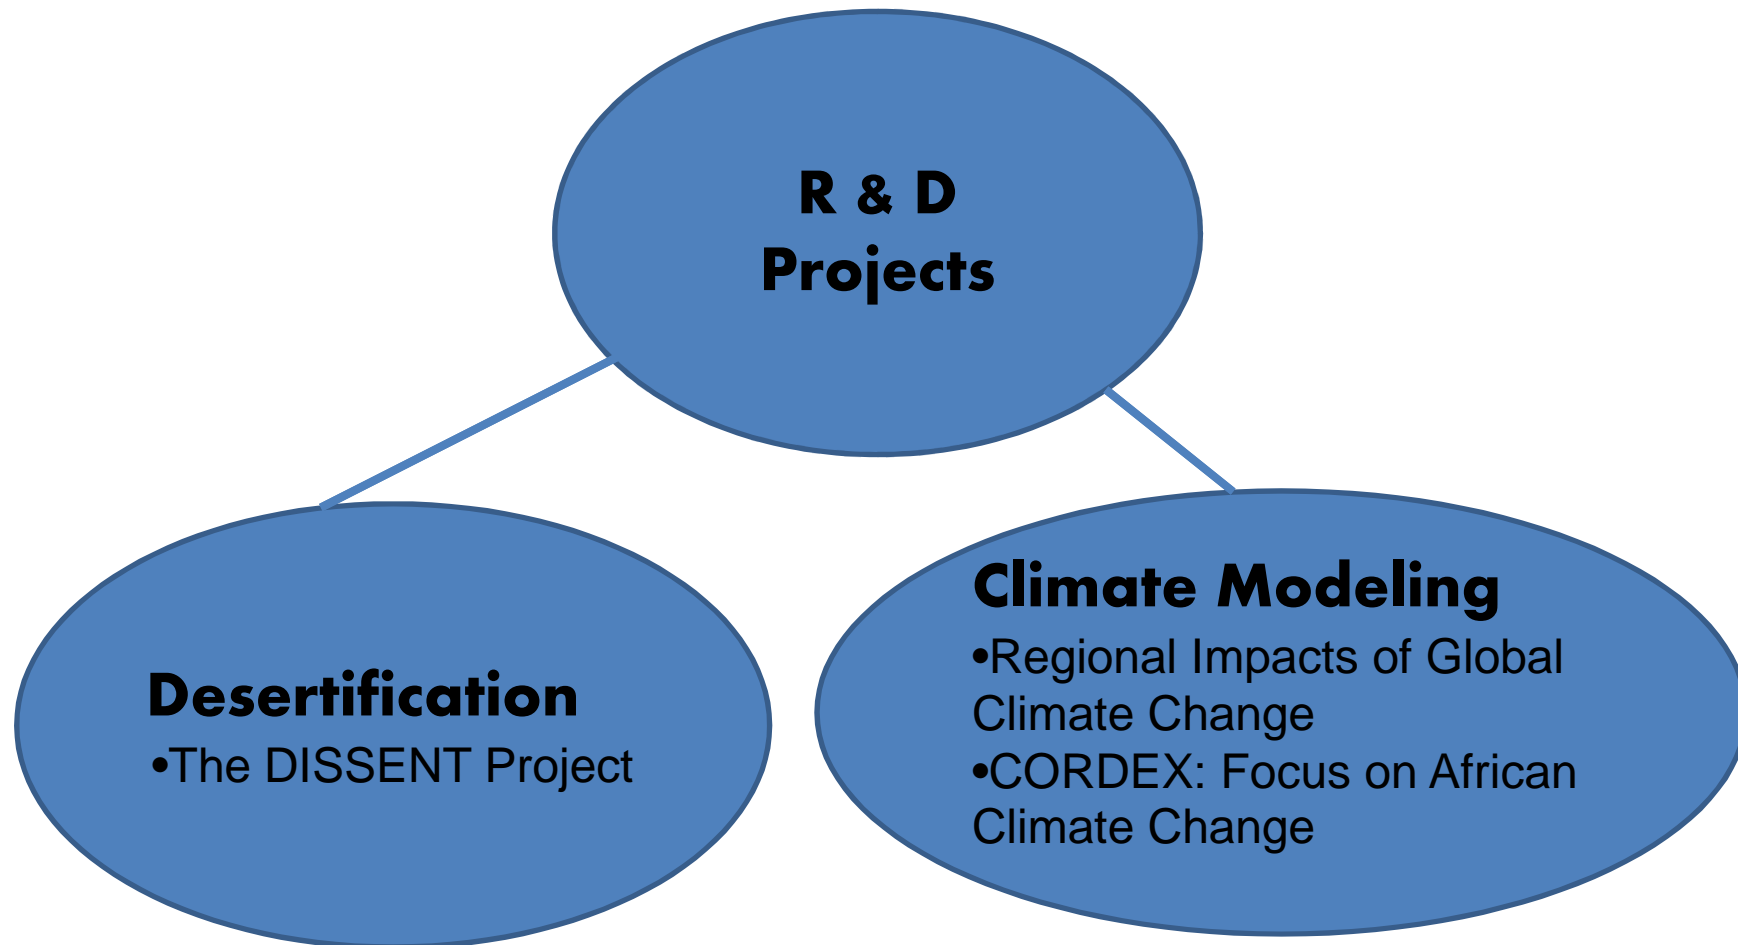 R & D
Projects
Desertification
•The DISSENT Project
Climate Modeling
•Regional Impacts of Global
Climate Change
•CORDEX: Focus on African
Climate Change